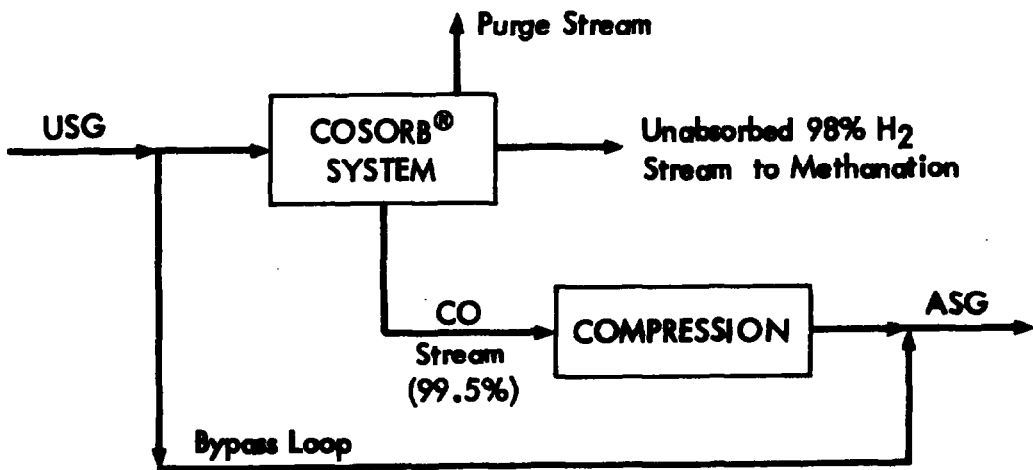 Purge Stream
USG
COSORB® SYSTEM
Unabsorbed 98% H₂
Stream to Methanation
CO
Stream
(99.5%)
COMPRESSION
ASG
Bypass Loop